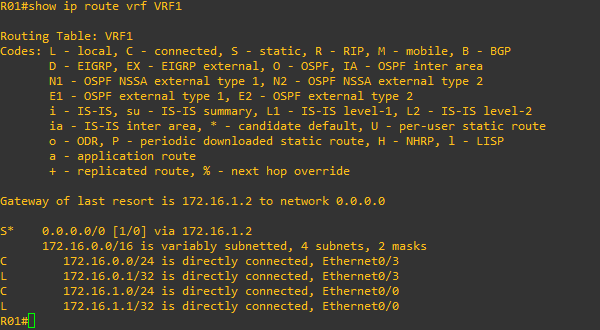 R01#show ip route vrf VRF1
Routing Table: VRF1
Codes: L - local, C - connected, S - static, R - RIP, M - mobile, B - BGP
D - EIGRP, EX - EIGRP external, O - OSPF, IA - OSPF inter area
N1 - OSPF NSSA external type 1, N2 - OSPF NSSA external type 2
E1 - OSPF external type 1, E2 - OSPF external type 2
i - IS-IS, su - IS-IS summary, L1 - IS-IS level-1, L2 - IS-IS level-2
ia - IS-IS inter area, * - candidate default, U - per-user static route
o - ODR, P - periodic downloaded static route, H - NHRP, l - LISP
a - application route
+ - replicated route, % - next hop override
Gateway of last resort is 172.16.1.2 to network 0.0.0.0
S* 0.0.0.0/0 [1/0] via 172.16.1.2
172.16.0.0/16 is variably subnetted, 4 subnets, 2 masks
C 172.16.0.0/24 is directly connected, Ethernet0/3
L 172.16.0.1/32 is directly connected, Ethernet0/3
C 172.16.1.0/24 is directly connected, Ethernet0/0
L 172.16.1.1/32 is directly connected, Ethernet0/0
R01#